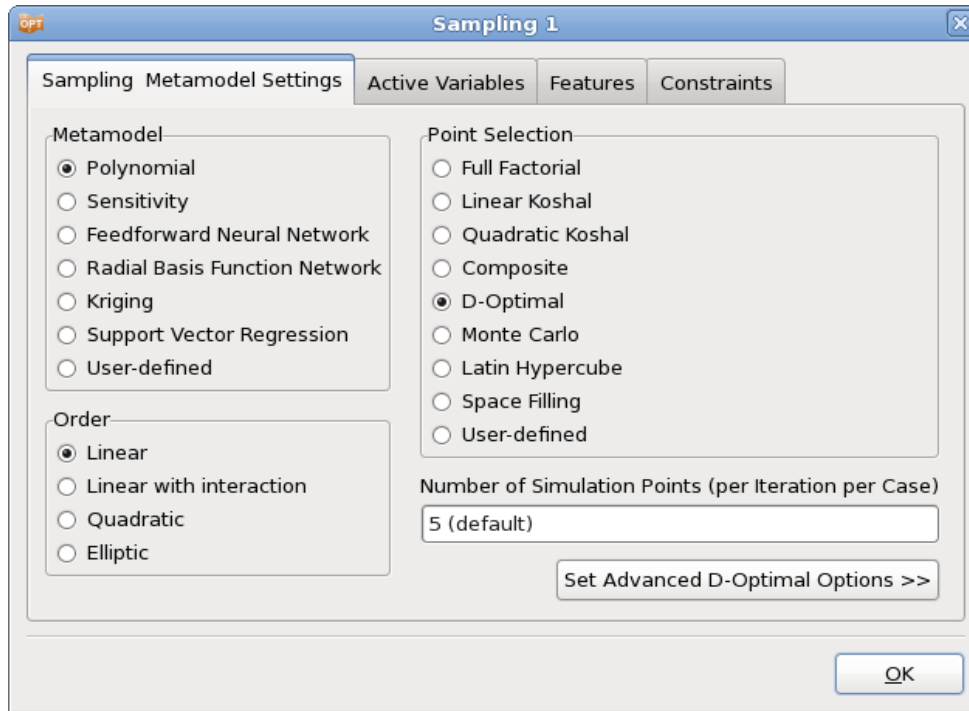 OPT
Sampling 1
Sampling Metamodel Settings
Active Variables
Features
Constraints
Metamodel
Polynomial
Sensitivity
Feedforward Neural Network
Radial Basis Function Network
Kriging
Support Vector Regression
User-defined
Order
Linear
Linear with interaction
Quadratic
Elliptic
Point Selection
Full Factorial
Linear Koshal
Quadratic Koshal
Composite
D-Optimal
Monte Carlo
Latin Hypercube
Space Filling
User-defined
Number of Simulation Points (per Iteration per Case)
5 (default)
Set Advanced D-Optimal Options >>
OK